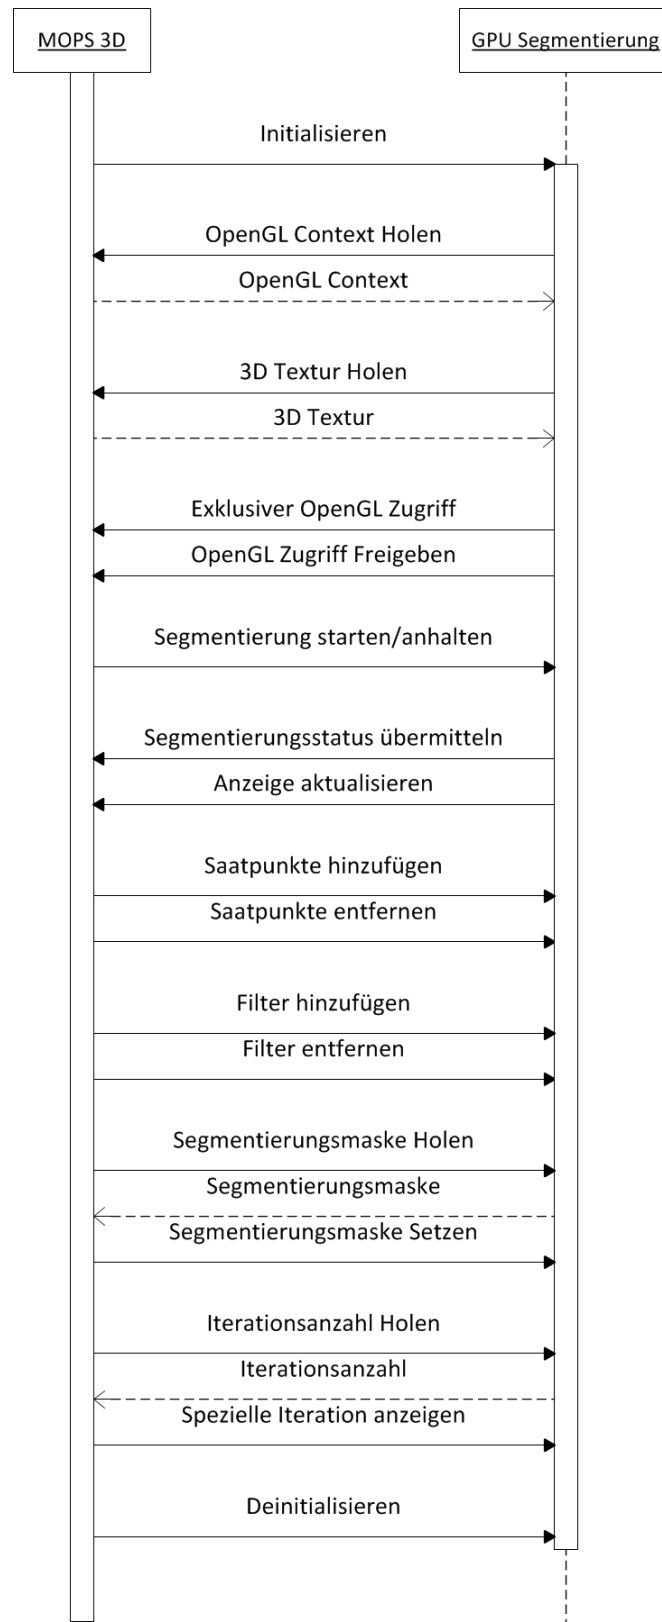 MOPS 3D
GPU Segmentierung
Initialisieren
OpenGL Context Holen
OpenGL Context
3D Textur Holen
3D Textur
Exklusiver OpenGL Zugriff
OpenGL Zugriff Freigeben
Segmentierung starten/anhalten
Segmentierungsstatus übermitteln
Anzeige aktualisieren
Saatpunkte hinzufügen
Saatpunkte entfernen
Filter hinzufügen
Filter entfernen
Segmentierungsmaske Holen
Segmentierungsmaske
Segmentierungsmaske Setzen
Iterationsanzahl Holen
Iterationsanzahl
Spezielle Iteration anzeigen
Deinitialisieren